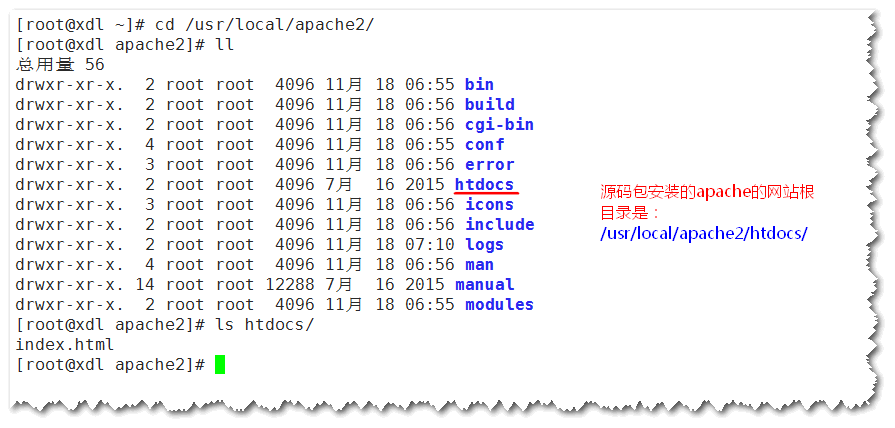 [root@xdl ~]# cd /usr/local/apache2/
[root@xdl apache2]# ll
总用量 56
drwxr-xr-x.  2 root root  4096 11月 18 06:55 bin
drwxr-xr-x.  2 root root  4096 11月 18 06:56 build
drwxr-xr-x.  2 root root  4096 11月 18 06:56 cgi-bin
drwxr-xr-x.  4 root root  4096 11月 18 06:55 conf
drwxr-xr-x.  3 root root  4096 11月 18 06:56 error
drwxr-xr-x.  2 root root  4096 7月  16 2015 htdocs
drwxr-xr-x.  3 root root  4096 11月 18 06:56 icons
drwxr-xr-x.  2 root root  4096 11月 18 06:56 include
drwxr-xr-x.  2 root root  4096 11月 18 07:10 logs
drwxr-xr-x.  4 root root  4096 11月 18 06:56 man
drwxr-xr-x. 14 root root 12288 7月  16 2015 manual
drwxr-xr-x.  2 root root  4096 11月 18 06:55 modules
[root@xdl apache2]# ls htdocs/
index.html
[root@xdl apache2]#
源码包安装的apache的网站根
目录是：
/usr/local/apache2/htdocs/